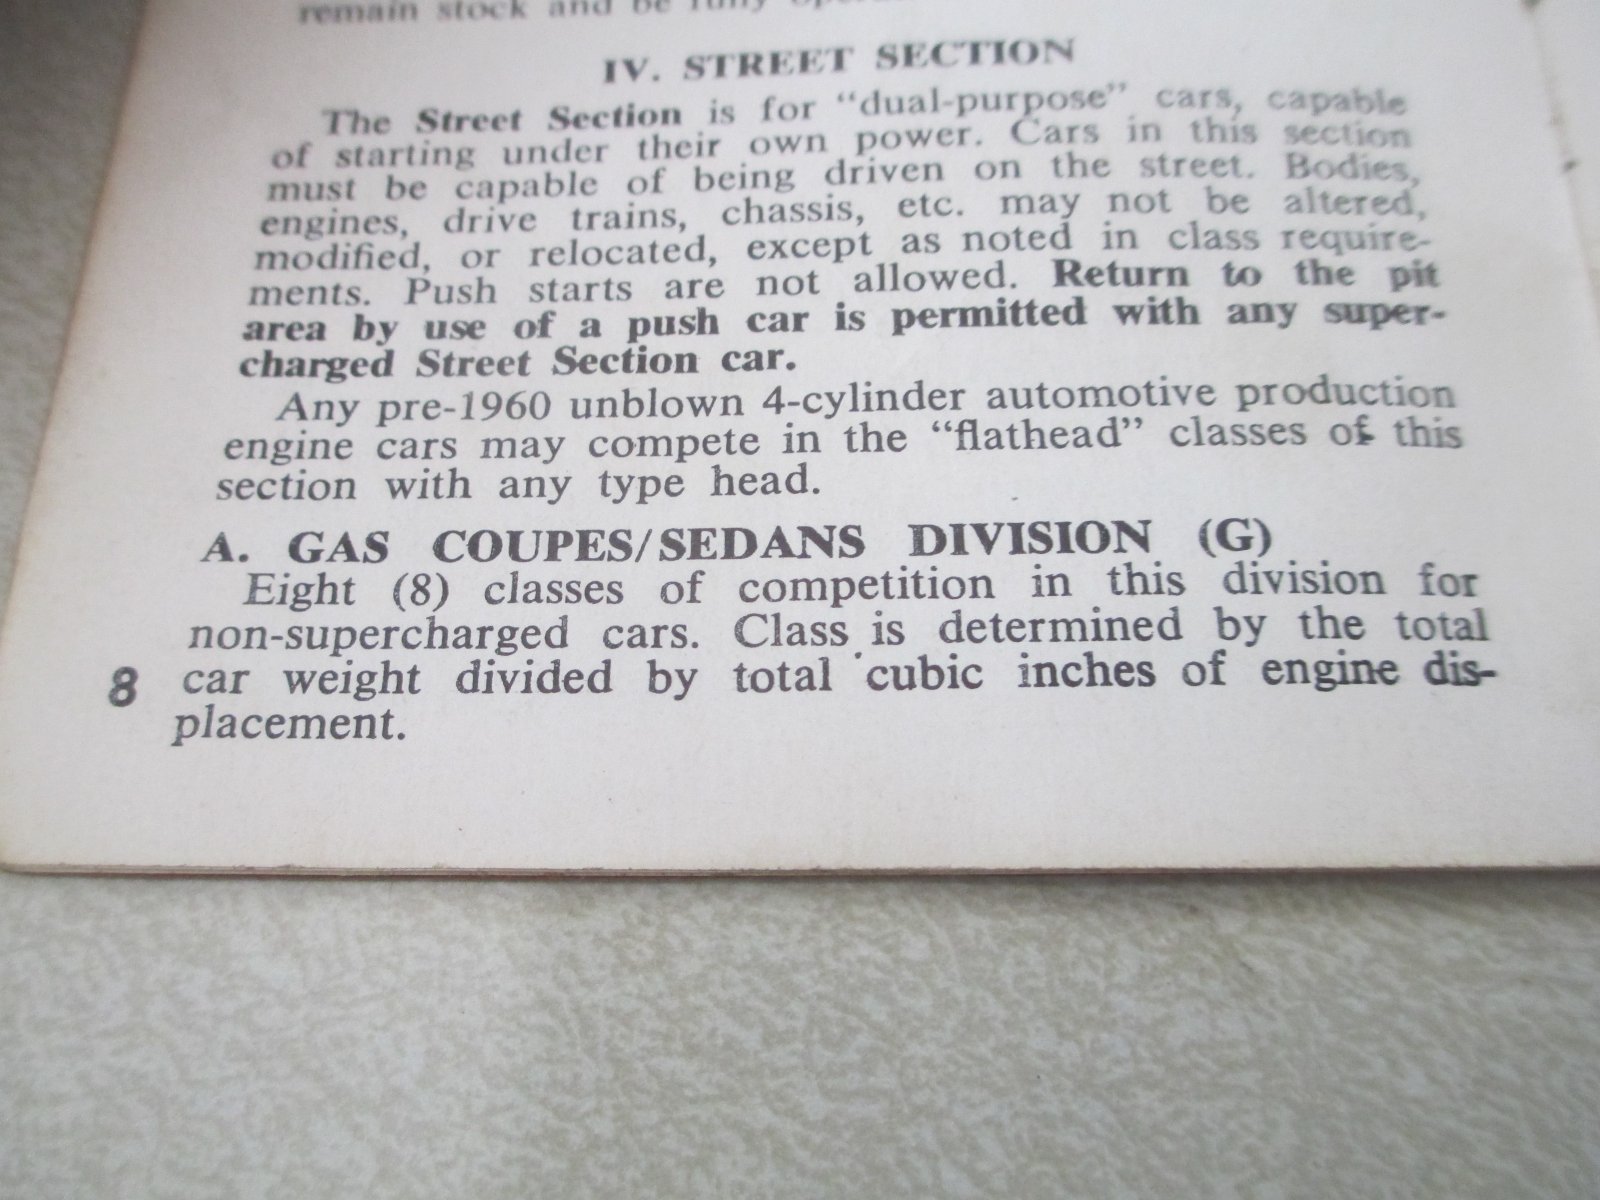 remain stock and be fully
IV. STREET SECTION
The Street Section is for "dual-purpose" cars, capable
of starting under their own power. Cars in this section
must be capable of being driven on the street. Bodies,
engines, drive trains, chassis, etc. may not be altered,
modified, or relocated, except as noted in class require-
ments. Push starts are not allowed. Return to the pit
area by use of a push car is permitted with any super-
charged Street Section car.
Any pre-1960 unblown 4-cylinder automotive production
engine cars may compete in the "flathead" classes of this
section with any type head.
A. GAS COUPES/SEDANS DIVISION (G)
Eight (8) classes of competition in this division for
non-supercharged cars. Class is determined by the total
car weight divided by total cubic inches of engine dis-
placement.
8